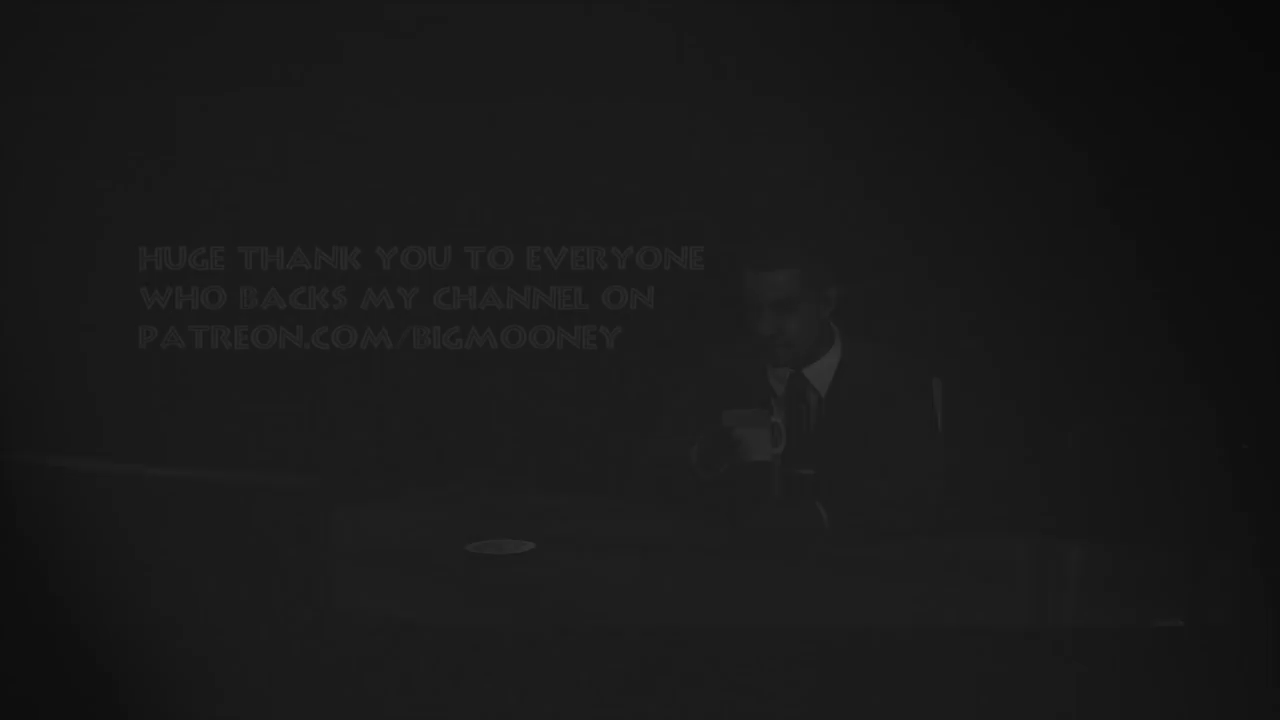 HUGE THANK YOU TO EVERYONE
WHO BACKS MY CHANNEL ON
PATREON.COM/BIGMOONEY